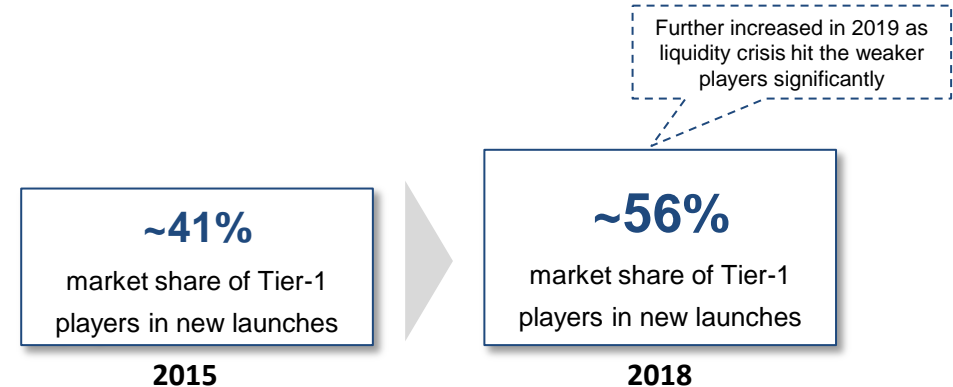 Further increased in 2019 as
liquidity crisis hit the weaker
players significantly
~41%
market share of Tier-1
players in new launches
2015
~56%
market share of Tier-1
players in new launches
2018